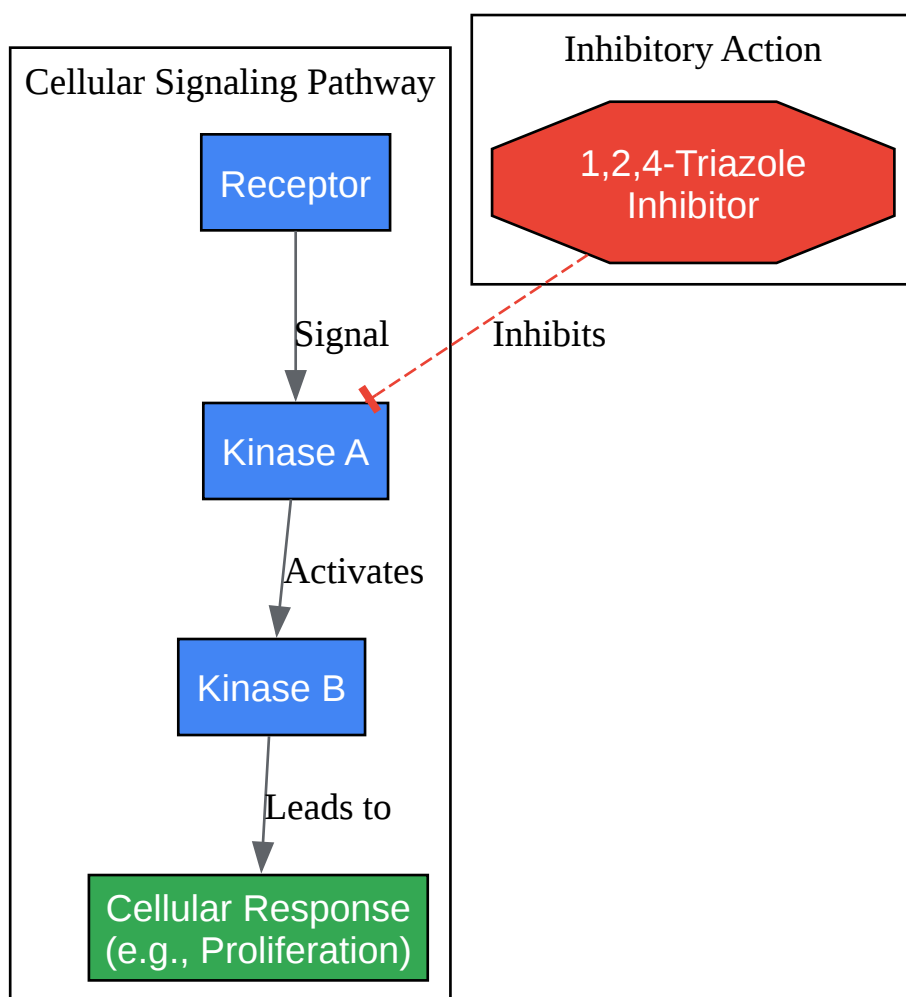 Cellular Signaling Pathway
Receptor
Signal
Kinase A
Activates
Kinase B
Leads to
Cellular Response
(e.g., Proliferation)
Inhibitory Action
1,2,4-Triazole
Inhibitor
Inhibits